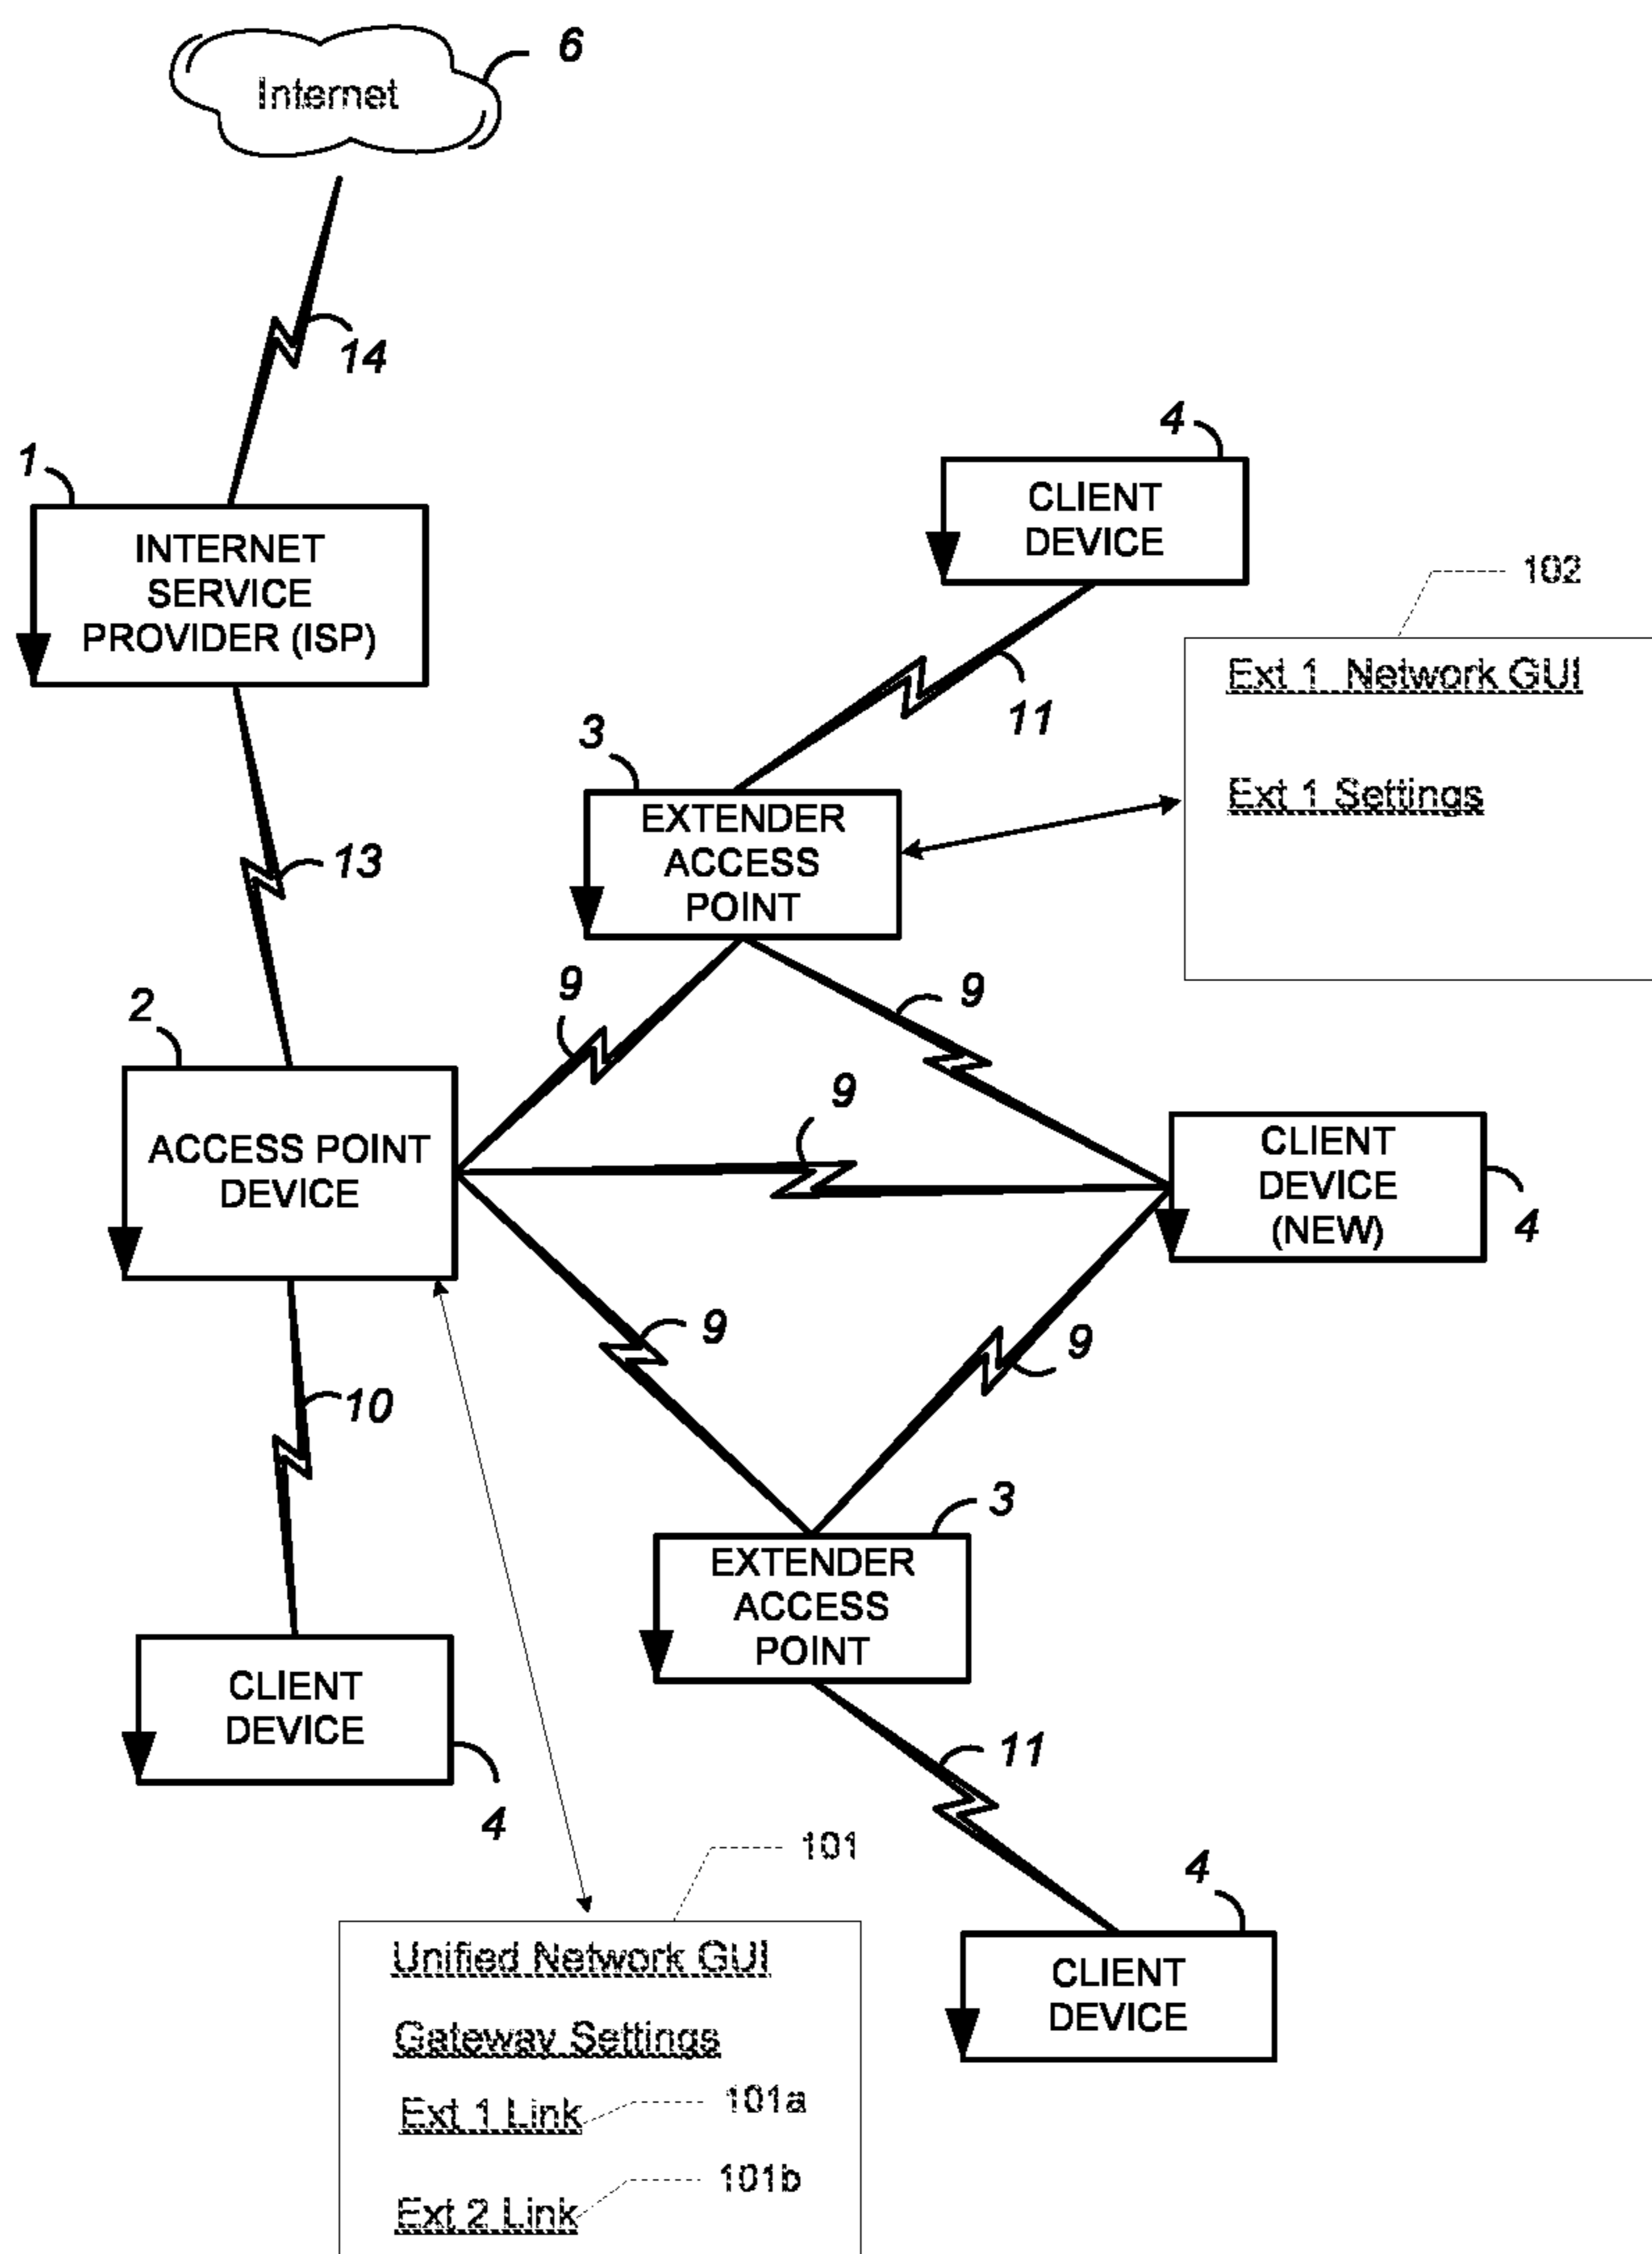 6
Internet
14
1
INTERNET
SERVICE
PROVIDER (ISP)
4
CLIENT
DEVICE
102
Ext 1 Network GUI
Ext 1 Settings
11
3
EXTENDER
ACCESS
POINT
13
9
9
2
ACCESS POINT
DEVICE
9
CLIENT
DEVICE
(NEW)
4
9
9
10
3
EXTENDER
ACCESS
POINT
CLIENT
DEVICE
4
11
101
4
CLIENT
DEVICE
Unified Network GUI
Gateway Settings
Ext 1 Link
101a
Ext 2 Link
101b